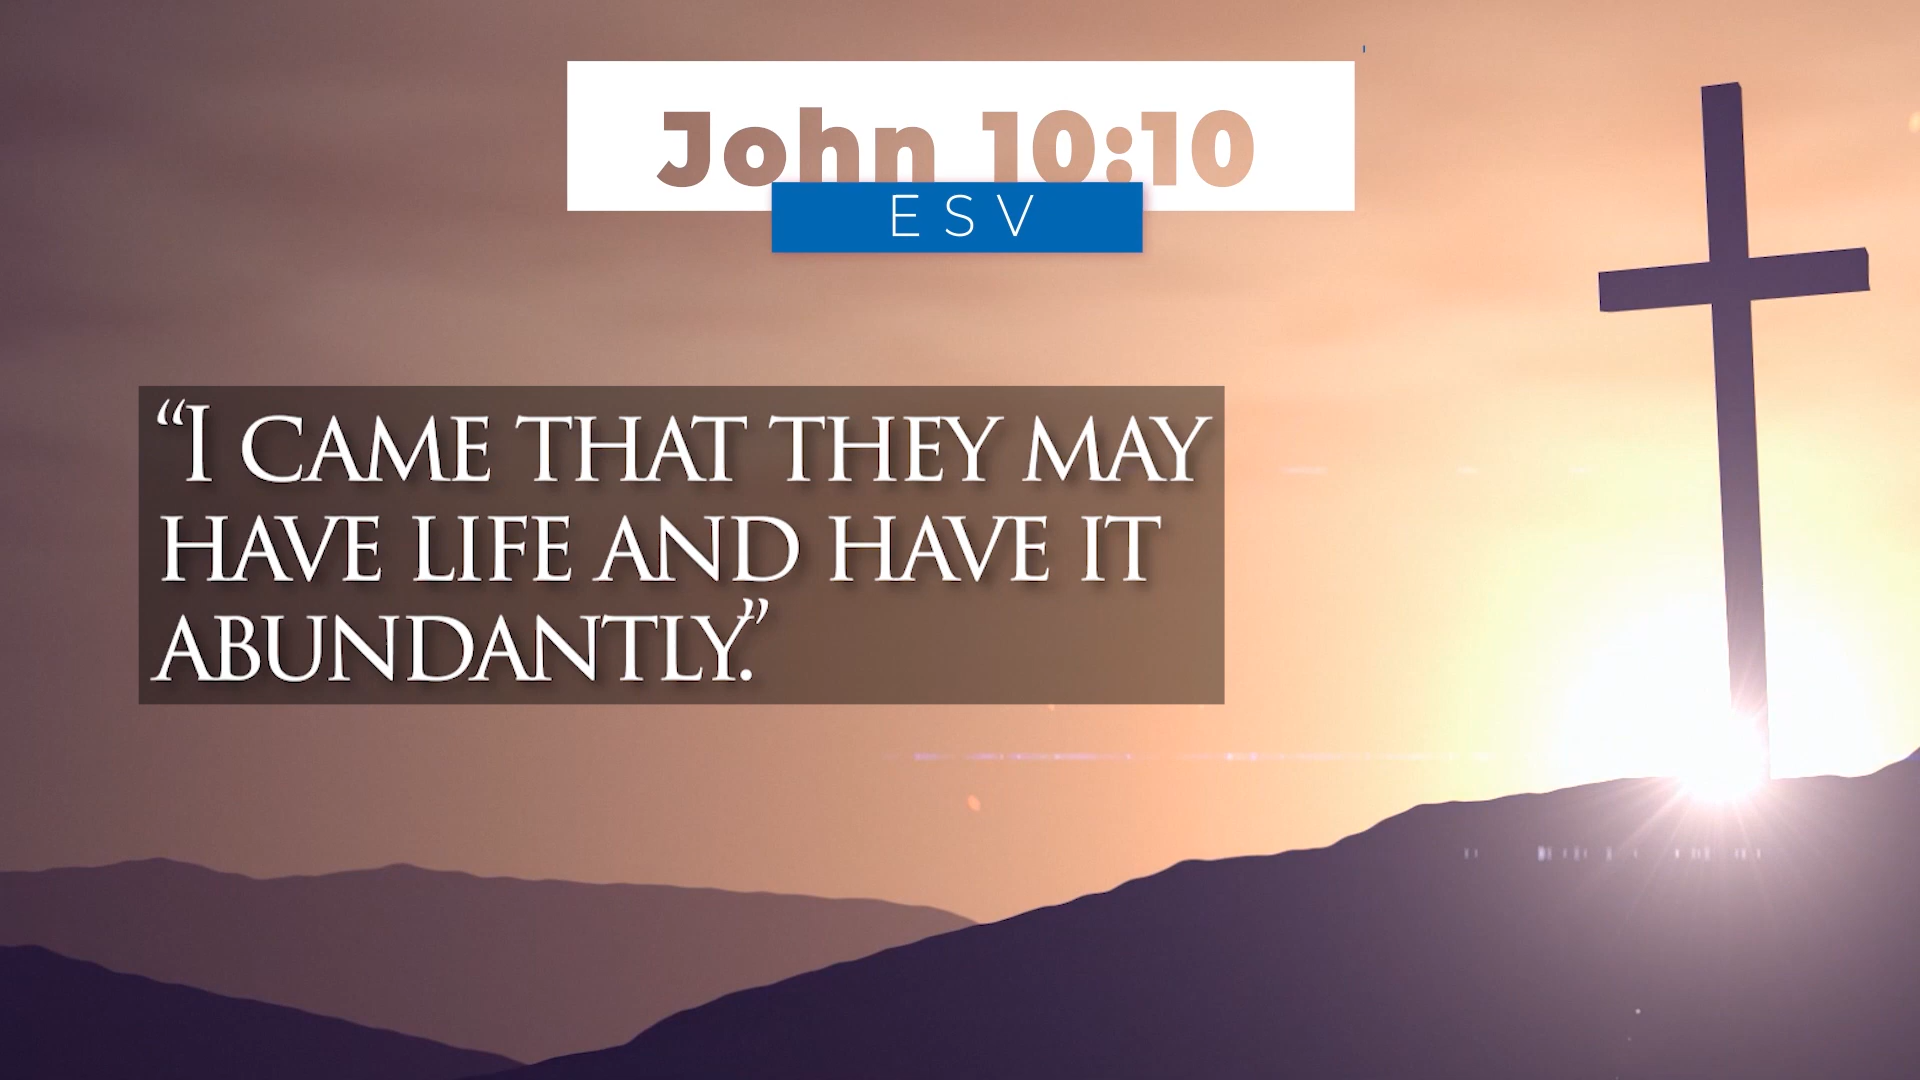 John 10:10
ESV
“I CAME THAT THEY MAY
HAVE LIFE AND HAVE IT
ABUNDANTLY.”